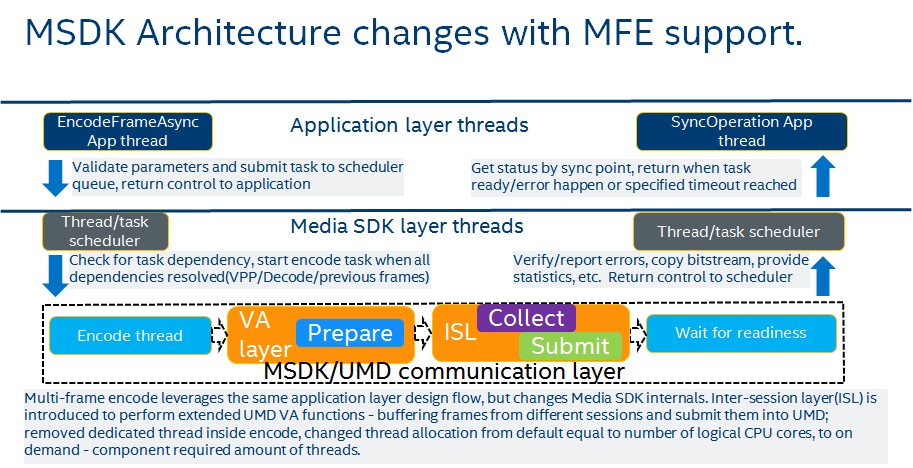 MSDK Architecture changes with MFE support.
EncodeFrameAsync
App thread
Application layer threads
SyncOperation App
thread
Validate parameters and submit task to scheduler
queue, return control to application
Get status by sync point, return when task
ready/error happen or specified timeout reached
Thread/task
scheduler
Media SDK layer threads
Thread/task scheduler
Check for task dependency, start encode task when all
dependencies resolved(VPP/Decode/previous frames)
Verify/report errors, copy bitstream, provide
statistics, etc. Return control to scheduler
Encode thread
VA
layer
Prepare
ISL
Collect
Submit
Wait for readiness
MSDK/UMD communication layer
Multi-frame encode leverages the same application layer design flow, but changes Media SDK internals. Inter-session layer(ISL) is
introduced to perform extended UMD VA functions - buffering frames from different sessions and submit them into UMD;
removed dedicated thread inside encode, changed thread allocation from default equal to number of logical CPU cores, to on
demand - component required amount of threads.